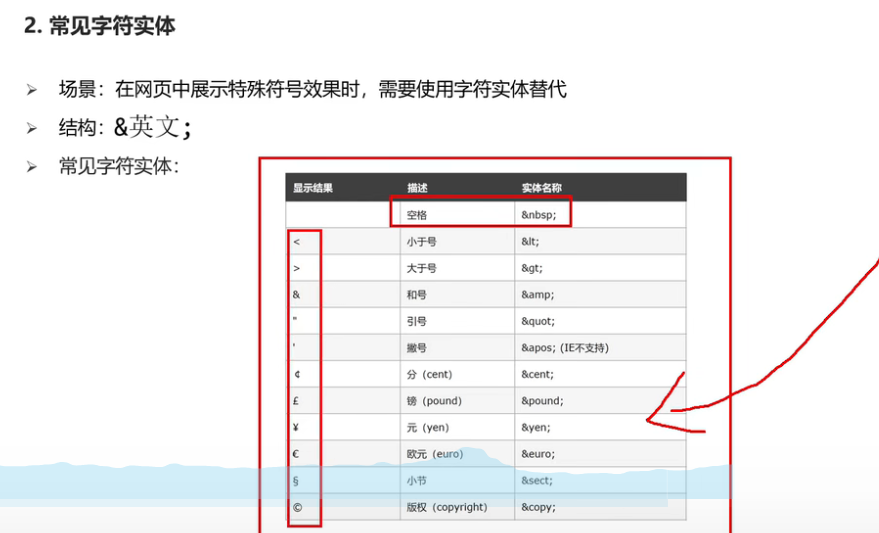 2. 常见字符实体
➢ 场景：在网页中展示特殊符号效果时，需要使用字符实体替代
➢ 结构：&英文；
➢ 常见字符实体：
显示结果 描述 实体名称
空格 &nbsp;
< 小于号 &lt;
> 大于号 &gt;
& 和号 &amp;
" 引号 &quot;
' 撇号 &apos; (IE不支持)
¢ 分（cent） &cent;
£ 镑（pound） &pound;
¥ 元（yen） &yen;
€ 欧元（euro） &euro;
§ 小节 &sect;
© 版权（copyright） &copy;